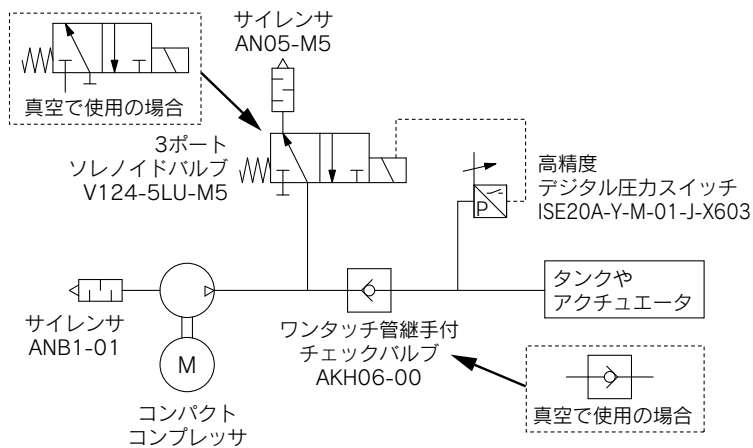 サイレンサ
AN05-M5
真空で使用の場合
3ポート
ソレノイドバルブ
V124-5LU-M5
高精度
デジタル圧力スイッチ
ISE20A-Y-M-01-J-X603
P
タンクや
アクチュエータ
サイレンサ
ANB1-01
ワンタッチ管継手付
チェックバルブ
AKH06-00
M
コンパクト
コンプレッサ
真空で使用の場合